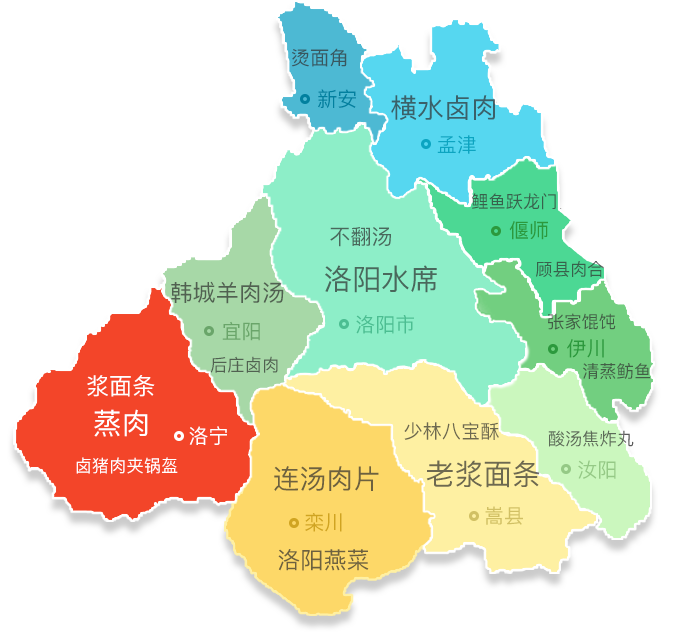 烫面角
新安
横水卤肉
孟津
鲤鱼跃龙门
偃师
顾县肉合
不翻汤
洛阳水席
洛阳市
韩城羊肉汤
宜阳
后庄卤肉
张家馄饨
伊川
清蒸鲂鱼
浆面条
蒸肉
洛宁
卤猪肉夹锅盔
少林八宝酥
老浆面条
嵩县
酸汤焦炸丸
汝阳
连汤肉片
栾川
洛阳燕菜